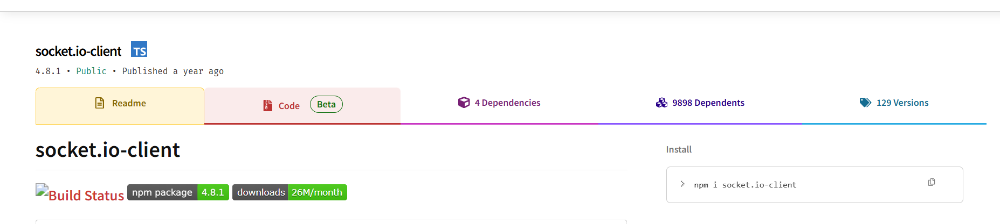 socket.io-client TS
4.8.1 • Public • Published a year ago
Readme
Code Beta
4 Dependencies
9898 Dependents
129 Versions
socket.io-client
Install
Build Status npm package 4.8.1 downloads 26M/month
npm i socket.io-client